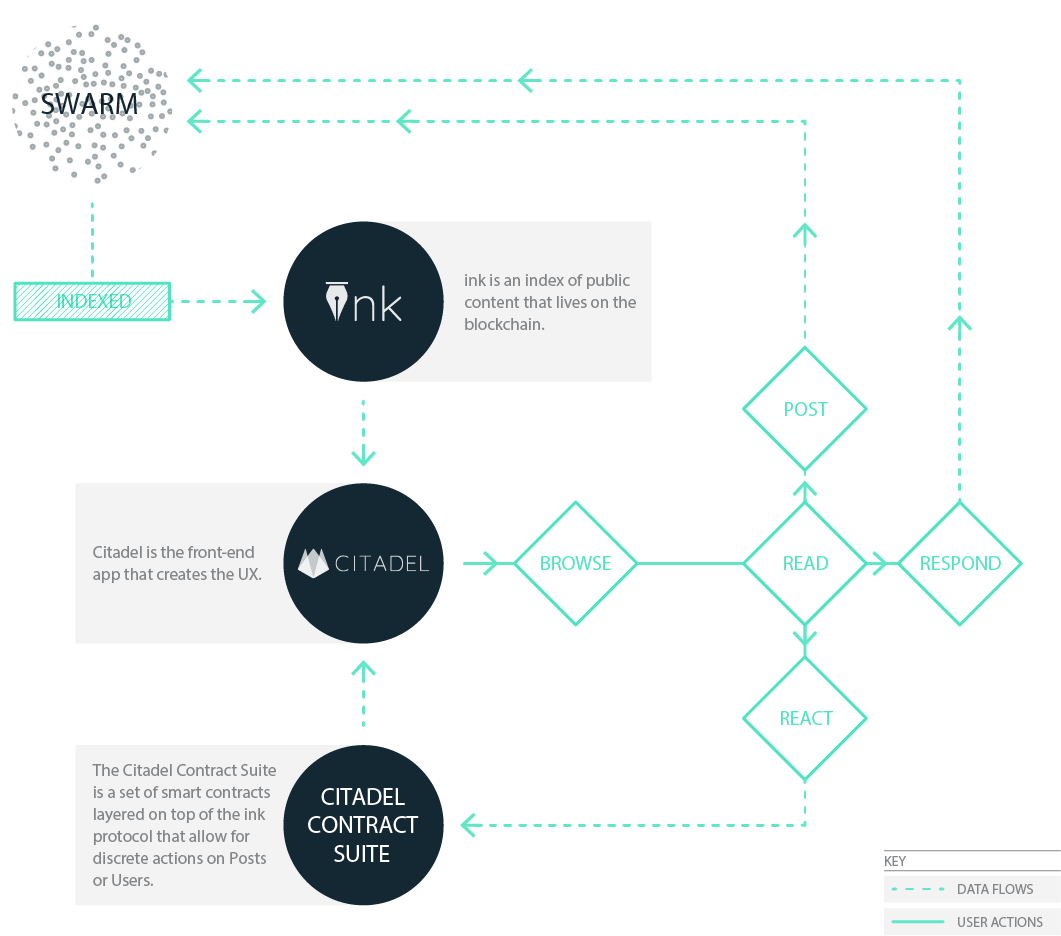 SWARM
INDEXED
ink
ink is an index of public
content that lives on the
blockchain.
POST
Citadel is the front-end
app that creates the UX.
CITADEL
BROWSE
READ
RESPOND
REACT
The Citadel Contract Suite
is a set of smart contracts
layered on top of the ink
protocol that allow for
discrete actions on Posts
or Users.
CITADEL
CONTRACT
SUITE
KEY
DATA FLOWS
USER ACTIONS